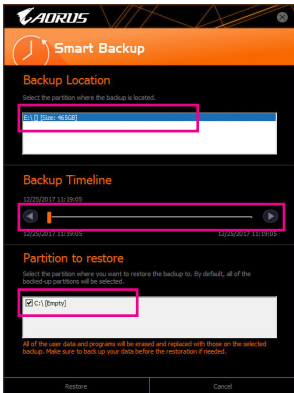 AORUS
Smart Backup
Backup Location
Select the partition where the backup is located.
E:\ [] [Size: 465GB]
Backup Timeline
12/25/2017 11:19:05
12/25/2017 11:19:05 12/25/2017 11:19:05
Partition to restore
Select the partition where you want to restore the backup to. By default, all of the
backed-up partitions will be selected.
C:\ [Empty]
All of the user data and programs will be erased and replaced with those on the selected
backup. Make sure to back up your data before the restoration if needed.
Restore Cancel